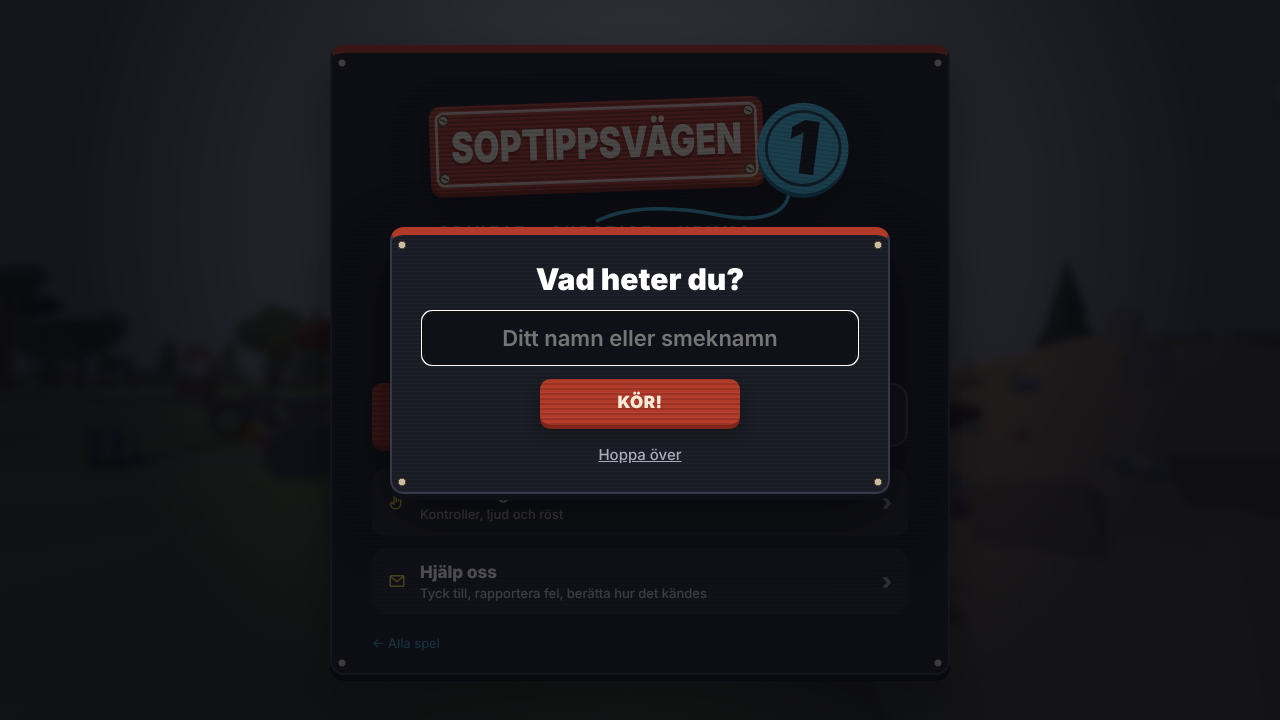 SOPTIPPSVÄGEN 1
Vad heter du?
Ditt namn eller smeknamn
KÖR!
Hoppa över
Kontroller, ljud och röst
Hjälp oss
Tyck till, rapportera fel, berätta hur det kändes
← Alla spel